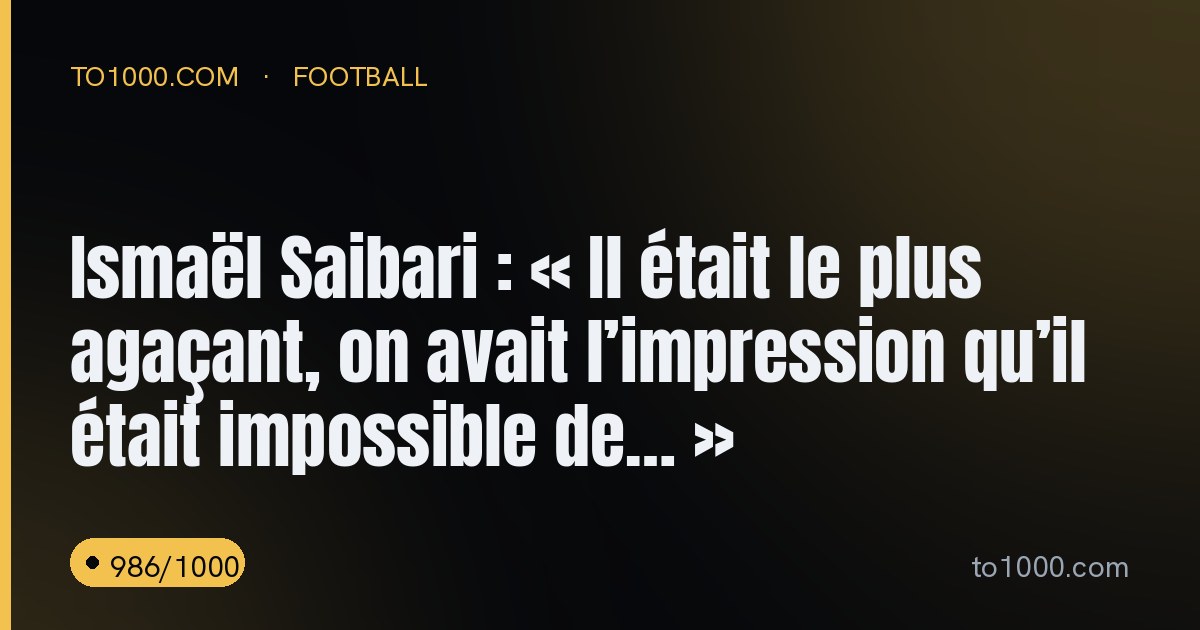 TO1000.COM · FOOTBALL
Ismaël Saibari : « Il était le plus
agaçant, on avait l’impression qu’il
était impossible de... »
986/1000
to1000.com